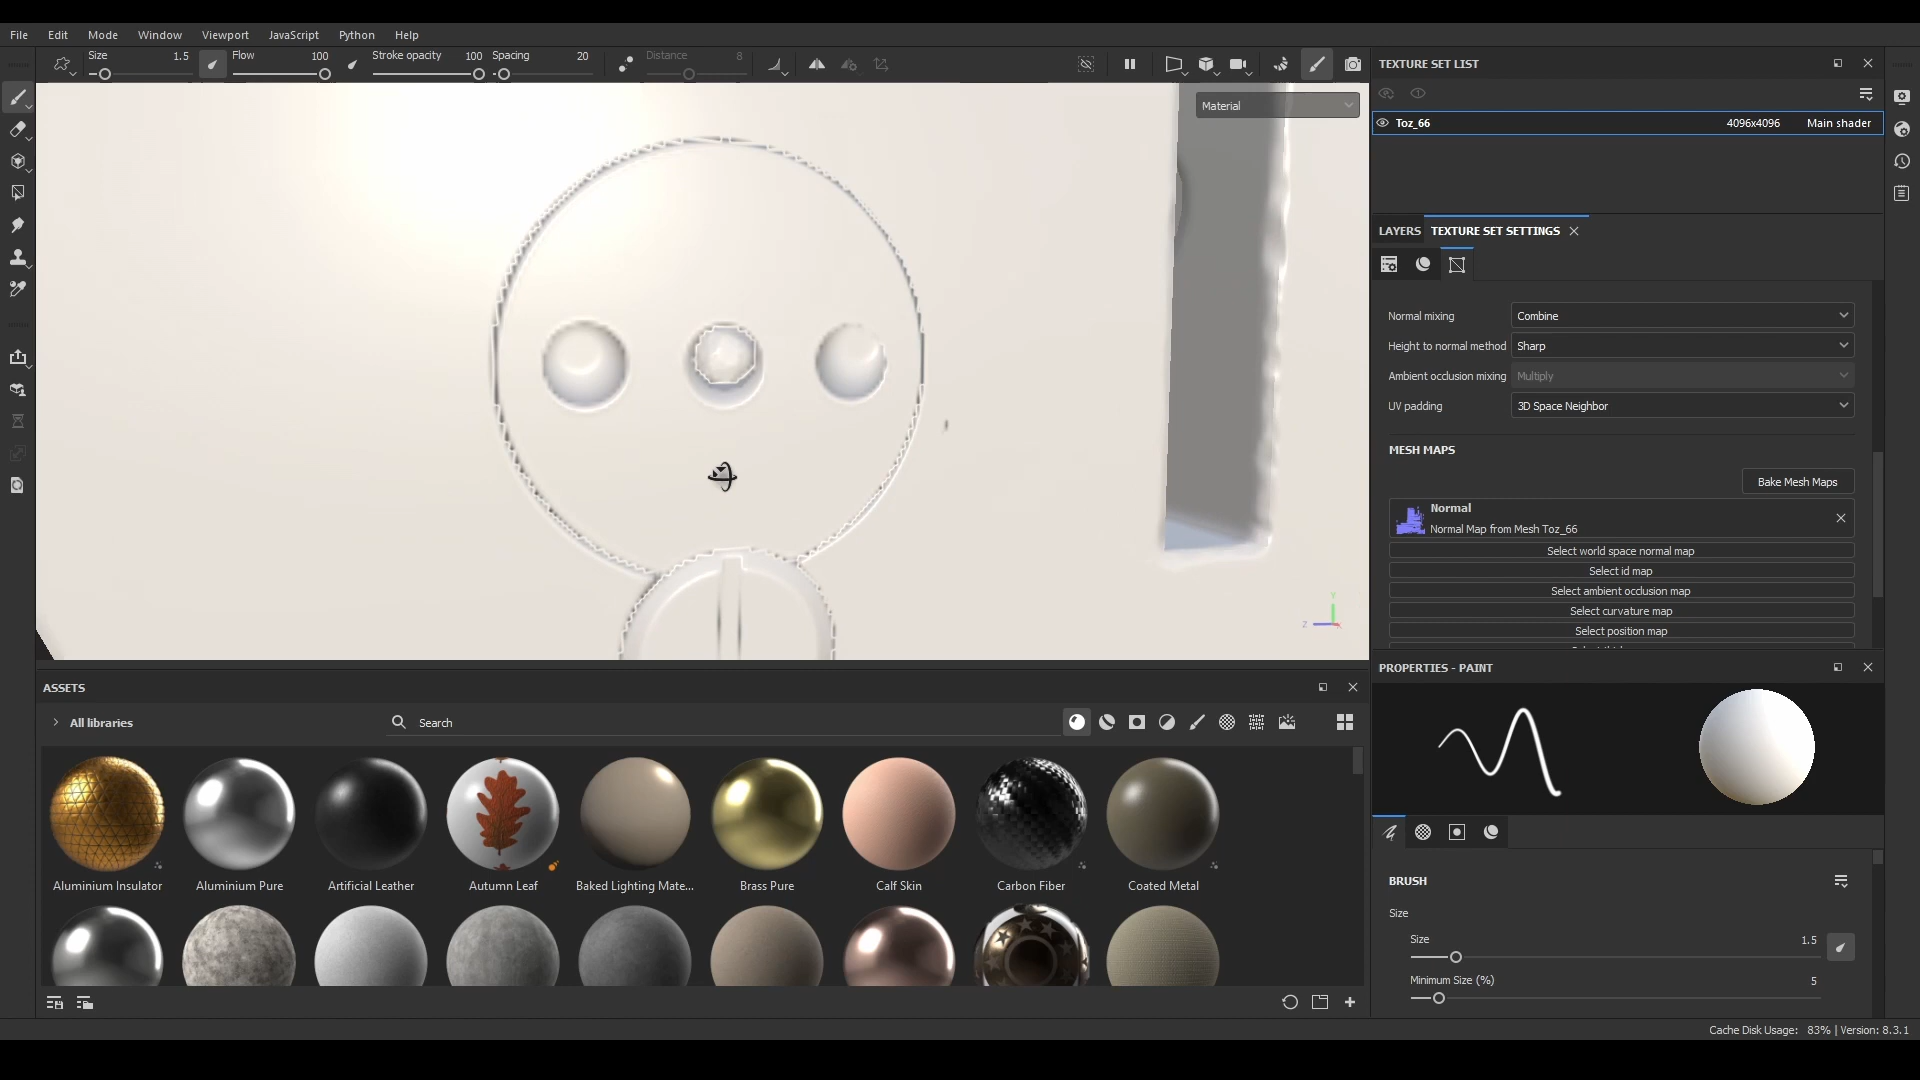 File Edit Mode Window Viewport JavaScript Python Help
Size 1.5 Flow 100 Stroke opacity 100 Spacing 20 Distance 8
Material
Y
Z
TEXTURE SET LIST
Toz_66 4096x4096 Main shader
LAYERS TEXTURE SET SETTINGS
Normal mixing Combine
Height to normal method Sharp
Ambient occlusion mixing Multiply
UV padding 3D Space Neighbor
MESH MAPS
Bake Mesh Maps
Normal
Normal Map from Mesh Toz_66
Select world space normal map
Select id map
Select ambient occlusion map
Select curvature map
Select position map
PROPERTIES - PAINT
BRUSH
Size
Size 1.5
Minimum Size (%) 5
ASSETS
All libraries
Search
Aluminium Insulator Aluminium Pure Artificial Leather Autumn Leaf Baked Lighting Mate... Brass Pure Calf Skin Carbon Fiber Coated Metal
Cache Disk Usage: 83% | Version: 8.3.1